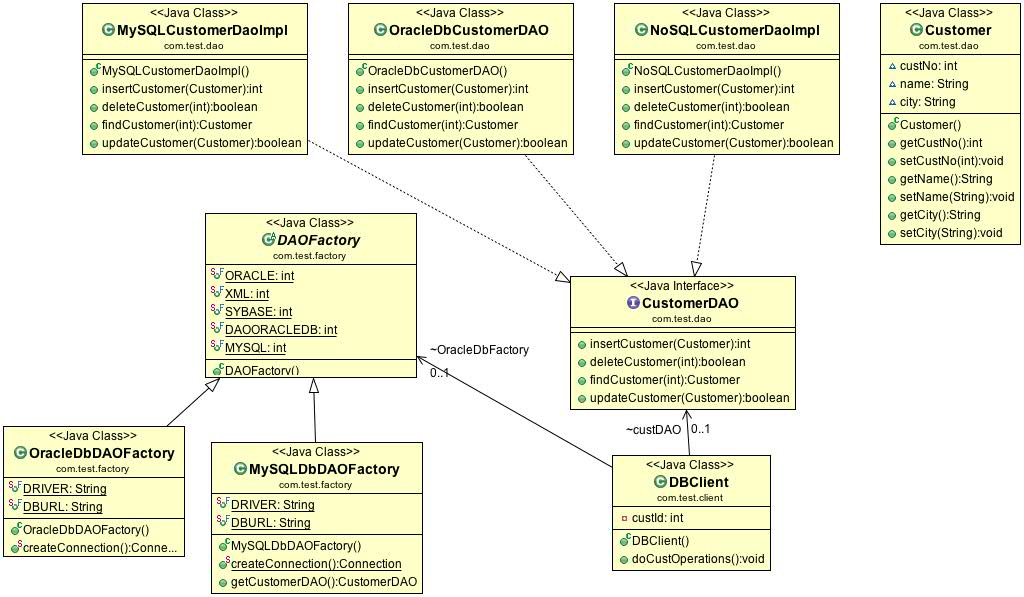 <<Java Class>>
MySQLCustomerDaoImpl
com.test.dao
MySQLCustomerDaoImpl()
insertCustomer(Customer):int
deleteCustomer(int):boolean
findCustomer(int):Customer
updateCustomer(Customer):boolean
<<Java Class>>
OracleDbCustomerDAO
com.test.dao
OracleDbCustomerDAO()
insertCustomer(Customer):int
deleteCustomer(int):boolean
findCustomer(int):Customer
updateCustomer(Customer):boolean
<<Java Class>>
NoSQLCustomerDaoImpl
com.test.dao
NoSQLCustomerDaoImpl()
insertCustomer(Customer):int
deleteCustomer(int):boolean
findCustomer(int):Customer
updateCustomer(Customer):boolean
<<Java Class>>
Customer
com.test.dao
custNo: int
name: String
city: String
Customer()
getCustNo():int
setCustNo(int):void
getName():String
setName(String):void
getCity():String
setCity(String):void
<<Java Class>>
DAOFactory
com.test.factory
ORACLE: int
XML: int
SYBASE: int
DAOORACLEDB: int
MYSQL: int
DAOFactory()
<<Java Interface>>
CustomerDAO
com.test.dao
insertCustomer(Customer):int
deleteCustomer(int):boolean
findCustomer(int):Customer
updateCustomer(Customer):boolean
~OracleDbFactory
0..1
~custDAO
0..1
<<Java Class>>
OracleDbDAOFactory
com.test.factory
DRIVER: String
DBURL: String
OracleDbDAOFactory()
createConnection():Conne...
<<Java Class>>
MySQLDbDAOFactory
com.test.factory
DRIVER: String
DBURL: String
MySQLDbDAOFactory()
createConnection():Connection
getCustomerDAO():CustomerDAO
<<Java Class>>
DBClient
com.test.client
custId: int
DBClient()
doCustOperations():void